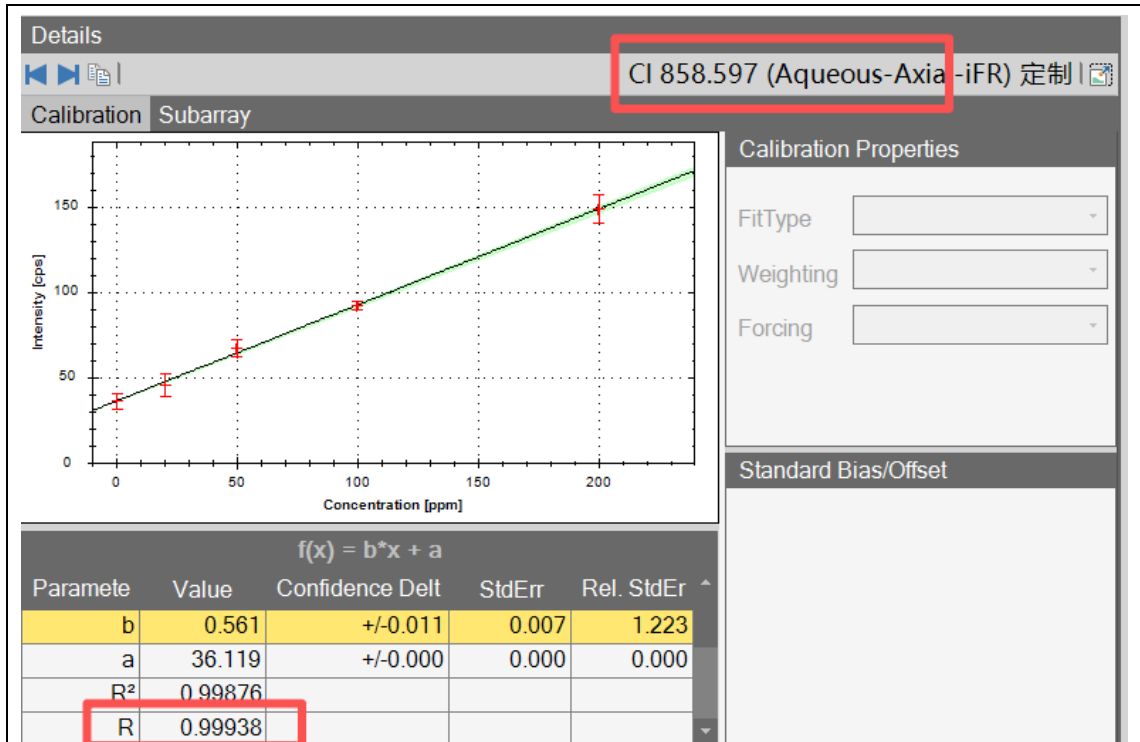 Details
Cl 858.597 (Aqueous-Axia -iFR) 定制
Calibration Subarray
Calibration Properties
150
100
50
0
Intensity [cps]
0 50 100 150 200
Concentration [ppm]
FitType
Weighting
Forcing
Standard Bias/Offset
f(x) = b*x + a
Paramete Value Confidence Delt StdErr Rel. StdEr
b 0.561 +/-0.011 0.007 1.223
a 36.119 +/-0.000 0.000 0.000
R² 0.99876
R 0.99938